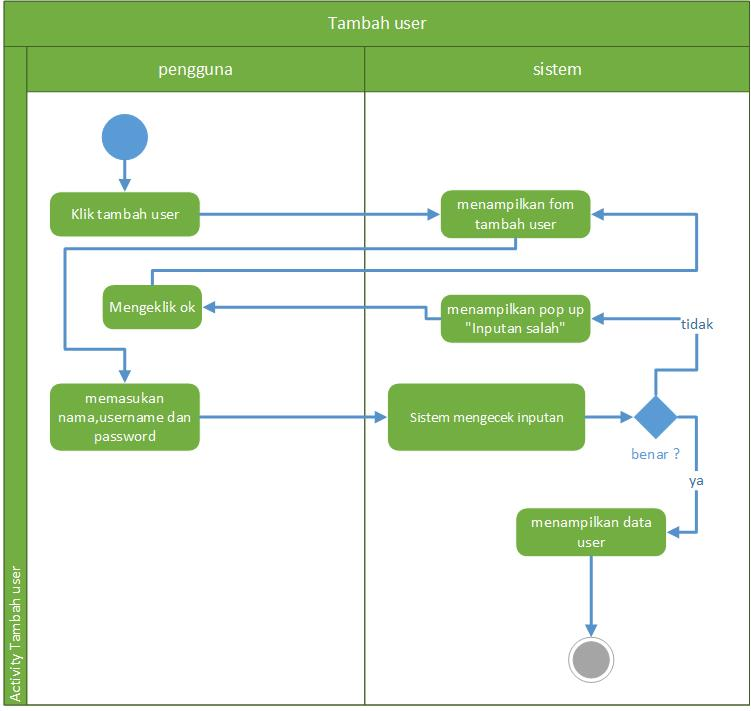 Tambah user
pengguna
sistem
Klik tambah user
menampilkan fom
tambah user
Mengeklik ok
menampilkan pop up
"Inputan salah"
tidak
memasukan
nama,username dan
password
Sistem mengecek inputan
benar ?
ya
menampilkan data
user
Activity Tambah user